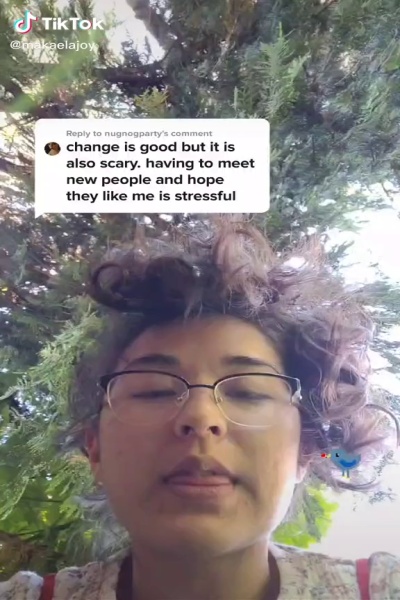 TikTok
@makaelajoy
Reply to nugnogparty's comment
change is good but it is
also scary. having to meet
new people and hope
they like me is stressful